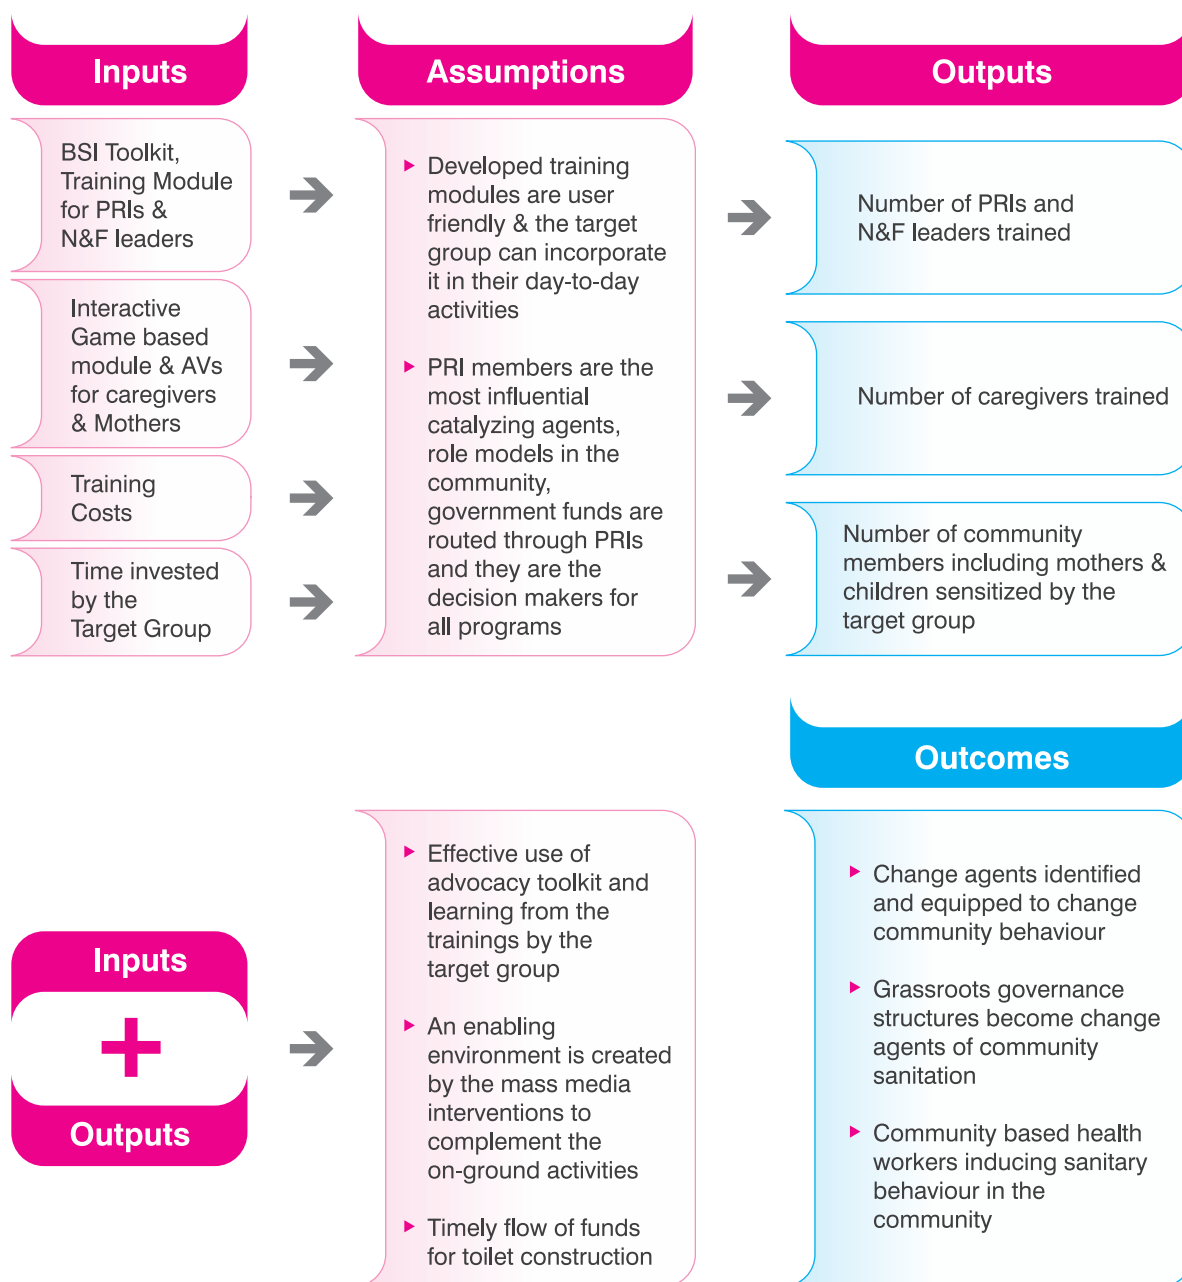 Inputs
Assumptions
Outputs
BSI Toolkit,
Training Module
for PRIs &
N&F leaders
Interactive
Game based
module & AVs
for caregivers
& Mothers
Training
Costs
Time invested
by the
Target Group
Developed training
modules are user
friendly & the target
group can incorporate
it in their day-to-day
activities
PRI members are the
most influential
catalyzing agents,
role models in the
community,
government funds are
routed through PRIs
and they are the
decision makers for
all programs
Number of PRIs and
N&F leaders trained
Number of caregivers trained
Number of community
members including mothers &
children sensitized by the
target group
Outcomes
Inputs
+
Outputs
Effective use of
advocacy toolkit and
learning from the
trainings by the
target group
An enabling
environment is created
by the mass media
interventions to
complement the
on-ground activities
Timely flow of funds
for toilet construction
Change agents identified
and equipped to change
community behaviour
Grassroots governance
structures become change
agents of community
sanitation
Community based health
workers inducing sanitary
behaviour in the
community